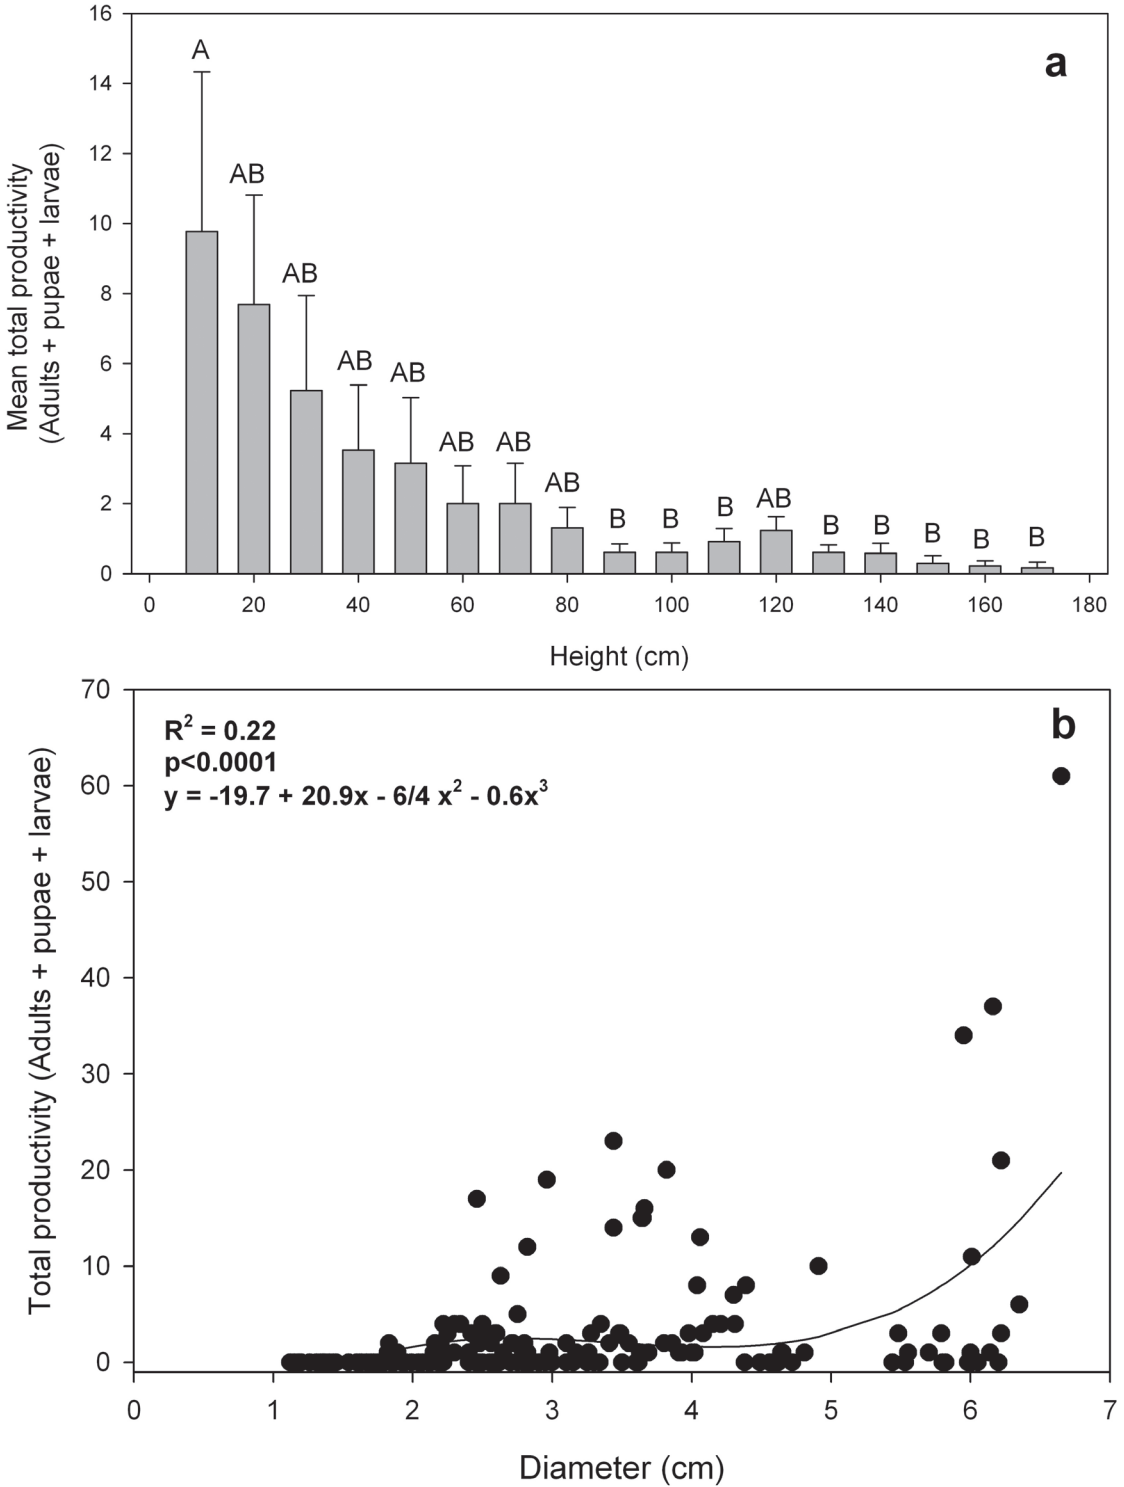 16
14
12
10
8
6
4
2
0
Mean total productivity
(Adults + pupae + larvae)
a
A
AB
AB
AB
AB
AB
AB
AB
B
B
B
AB
B
B
B
B
B
0 20 40 60 80 100 120 140 160 180
Height (cm)
70
60
50
40
30
20
10
0
Total productivity (Adults + pupae + larvae)
b
R² = 0.22
p<0.0001
y = -19.7 + 20.9x - 6/4 x² - 0.6x³
0 1 2 3 4 5 6 7
Diameter (cm)